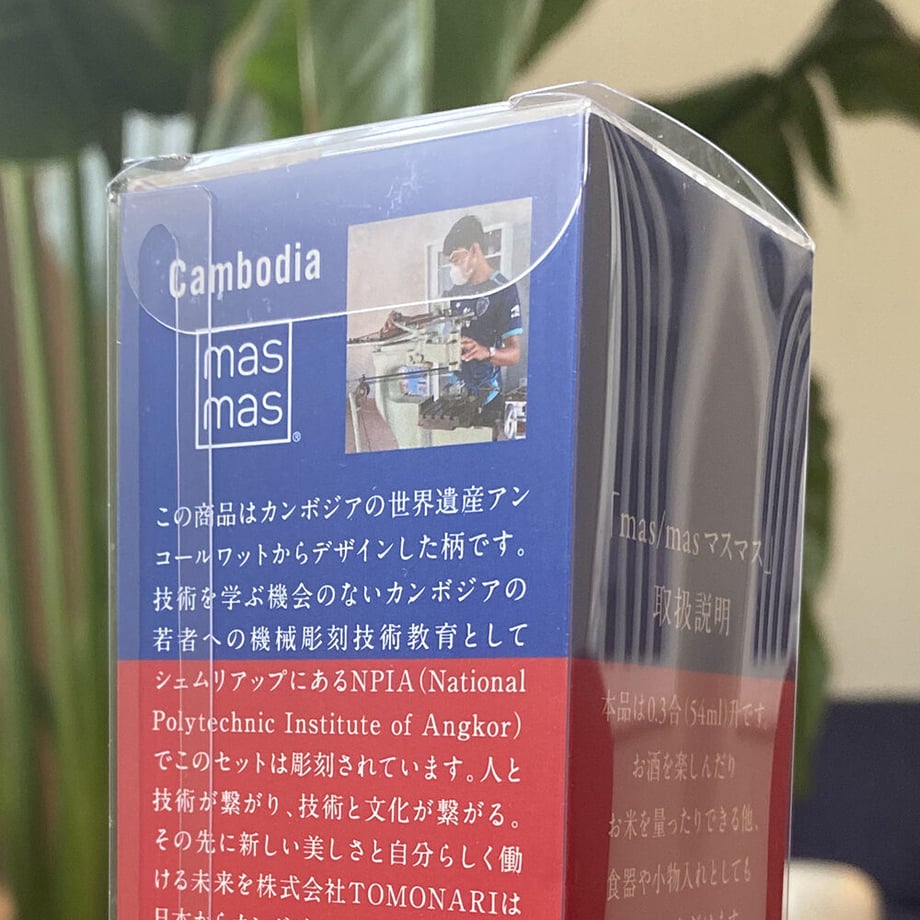 Cambodia
mas
mas
®
この商品はカンボジアの世界遺産アン
コールワットからデザインした柄です。
技術を学ぶ機会のないカンボジアの
若者への機械彫刻技術教育として
シェムリアップにあるNPIA(National
Polytechnic Institute of Angkor)
でこのセットは彫刻されています。人と
技術が繋がり、技術と文化が繋がる。
その先に新しい美しさと自分らしく働
ける未来を株式会社TOMONARIは
「mas/masマスマス」
取扱説明
本品は0.3合(54ml)升です。
お酒を楽しんだり
お米を量ったりできる他、
食器や小物入れとしても